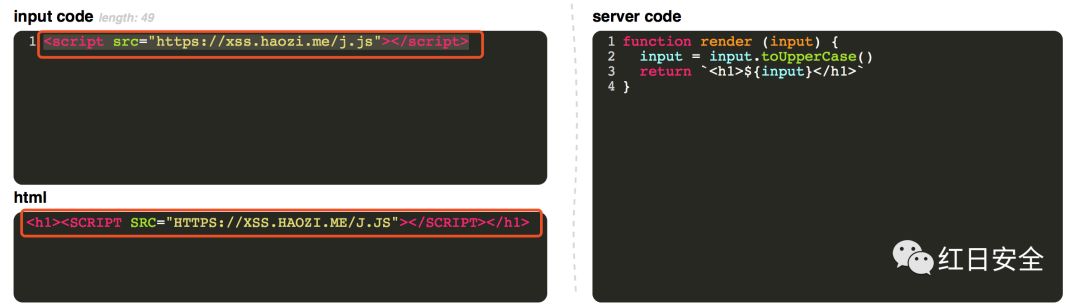 input code length: 49
1 <script src="https://xss.haozi.me/j.js"></script>
html
<h1><SCRIPT SRC="HTTPS://XSS.HAOZI.ME/J.JS"></SCRIPT></h1>
server code
1 function render (input) {
2   input = input.toUpperCase()
3   return `<h1>${input}</h1>`
4 }
红日安全